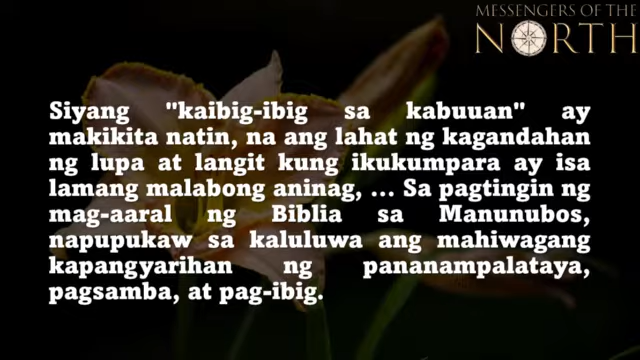 MESSENGERS OF THE
NORTH
Siyang "kaibig-ibig sa kabuuan" ay
makikita natin, na ang lahat ng kagandahan
ng lupa at langit kung ikukumpara ay isa
lamang malabong aninag, ... Sa pagtingin ng
mag-aaral ng Biblia sa Manunubos,
napupukaw sa kaluluwa ang mahiwagang
kapangyarihan ng pananampalataya,
pagsamba, at pag-ibig.